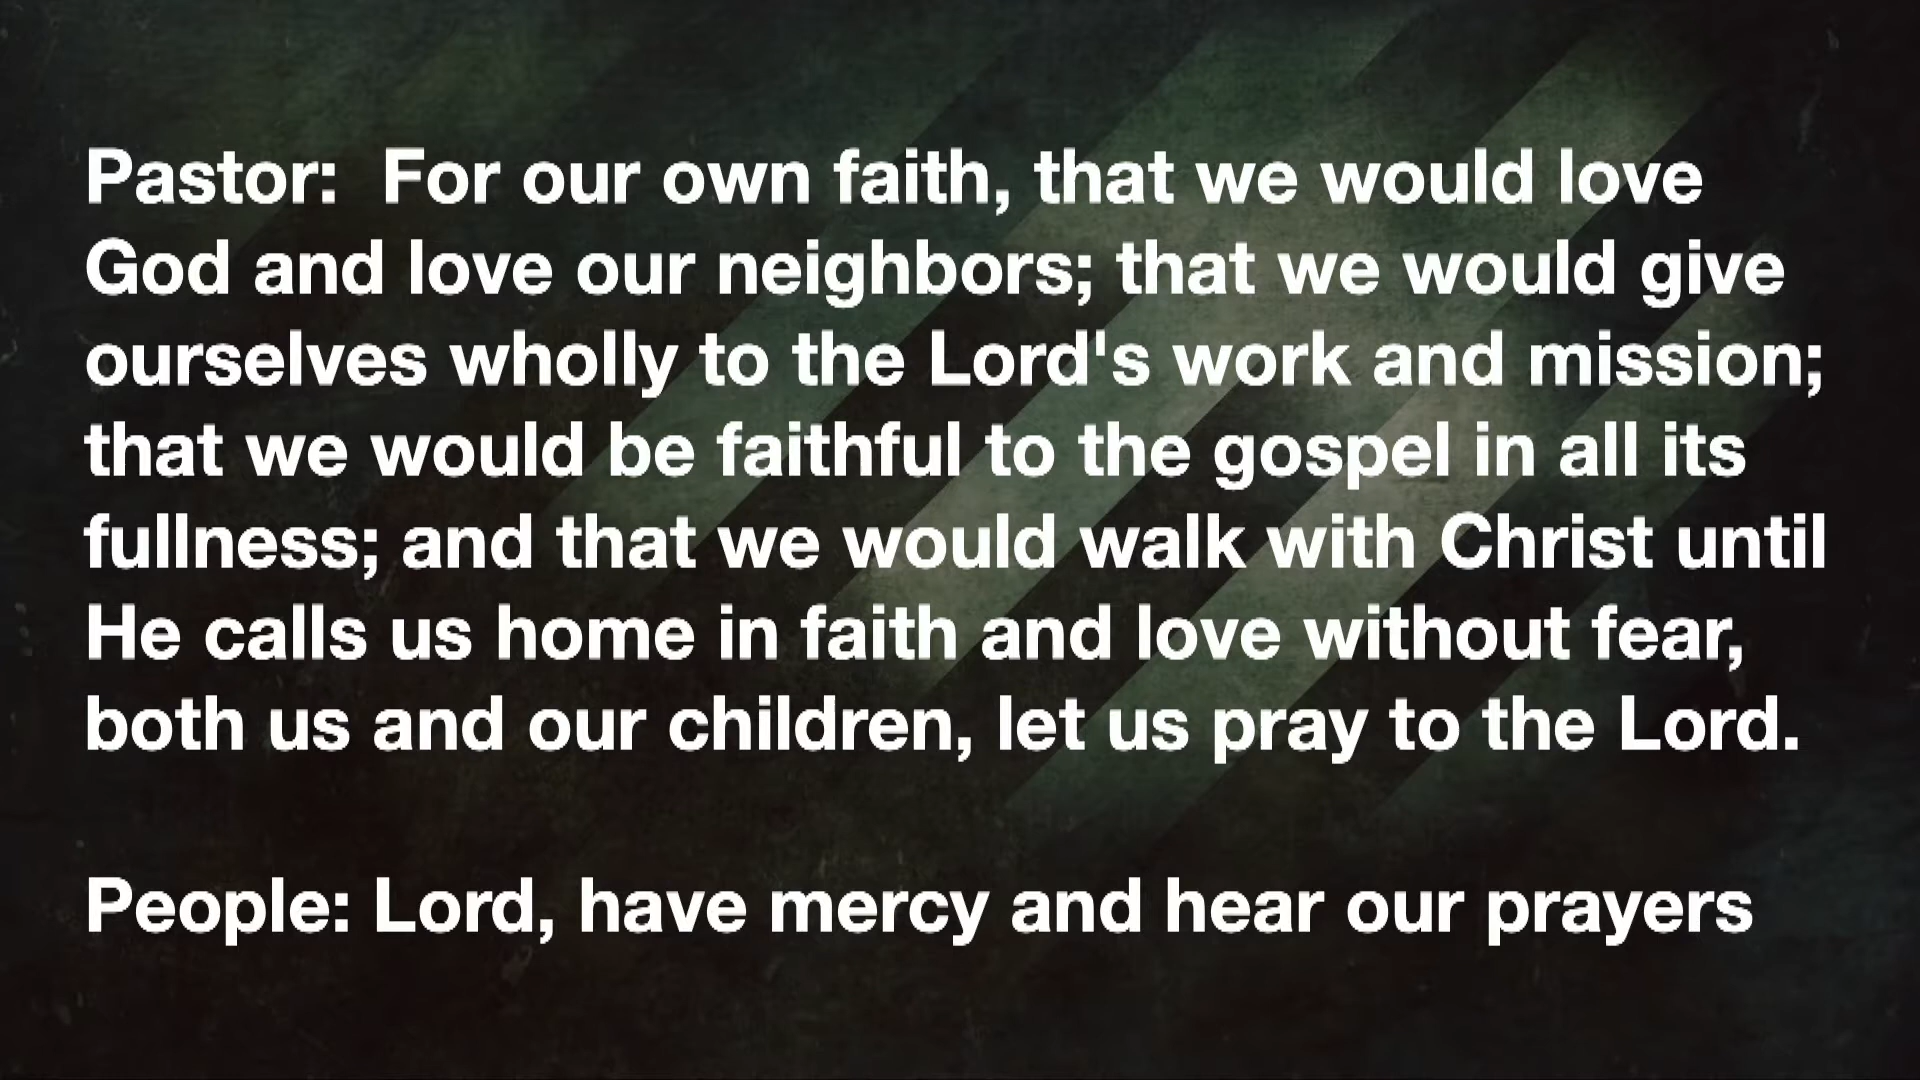 Pastor:  For our own faith, that we would love
God and love our neighbors; that we would give
ourselves wholly to the Lord's work and mission;
that we would be faithful to the gospel in all its
fullness; and that we would walk with Christ until
He calls us home in faith and love without fear,
both us and our children, let us pray to the Lord.
People: Lord, have mercy and hear our prayers